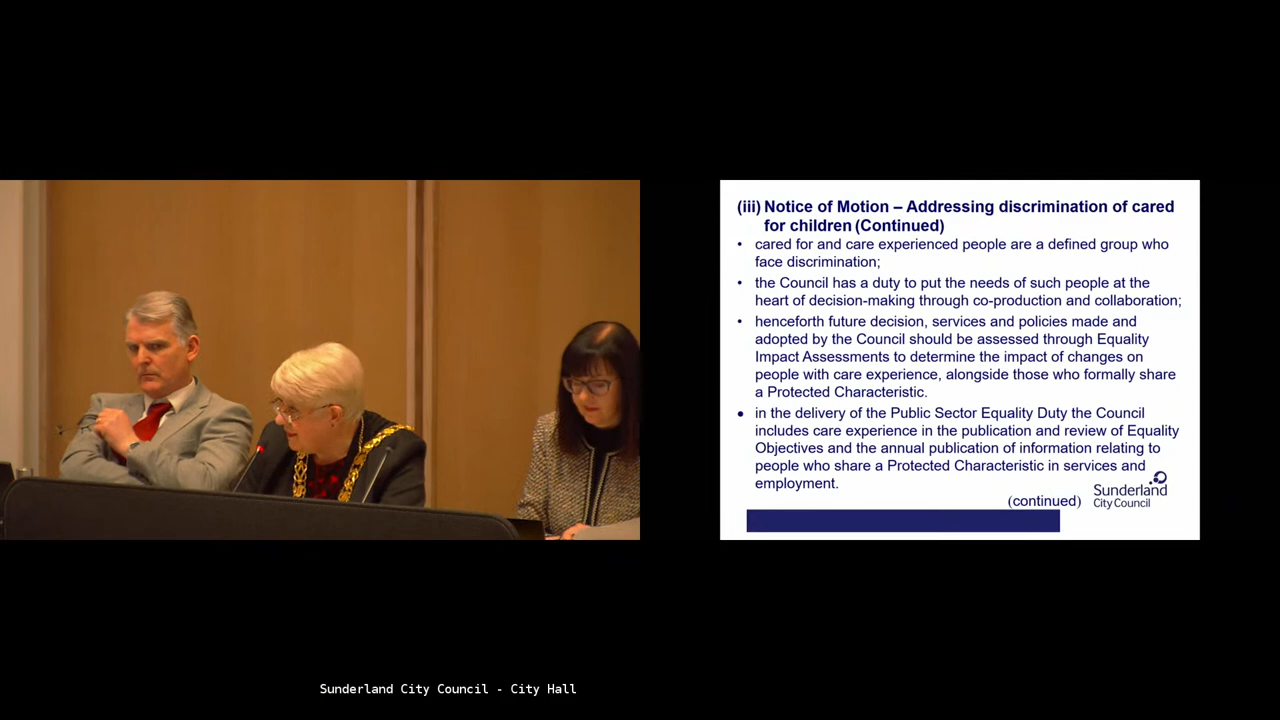 (iii) Notice of Motion – Addressing discrimination of cared
for children (Continued)
• cared for and care experienced people are a defined group who
face discrimination;
• the Council has a duty to put the needs of such people at the
heart of decision-making through co-production and collaboration;
• henceforth future decision, services and policies made and
adopted by the Council should be assessed through Equality
Impact Assessments to determine the impact of changes on
people with care experience, alongside those who formally share
a Protected Characteristic.
• in the delivery of the Public Sector Equality Duty the Council
includes care experience in the publication and review of Equality
Objectives and the annual publication of information relating to
people who share a Protected Characteristic in services and
employment.
(continued)
Sunderland
City Council
Sunderland City Council - City Hall